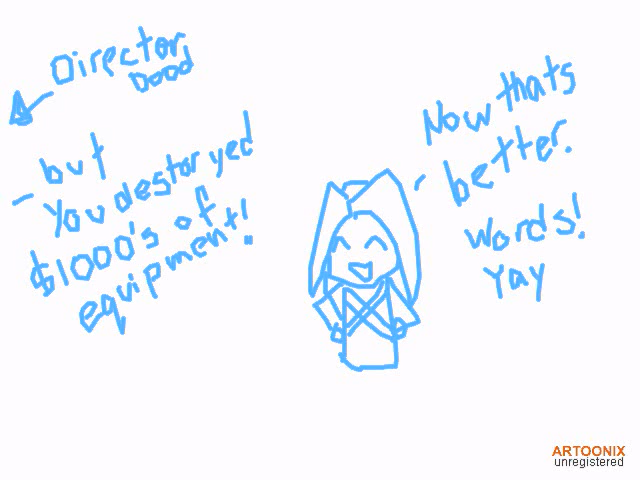 Director
Dood
but
You destoryed
$1000's of
equipment!
Now thats
better.
words!
Yay
ARTOONIX
unregistered